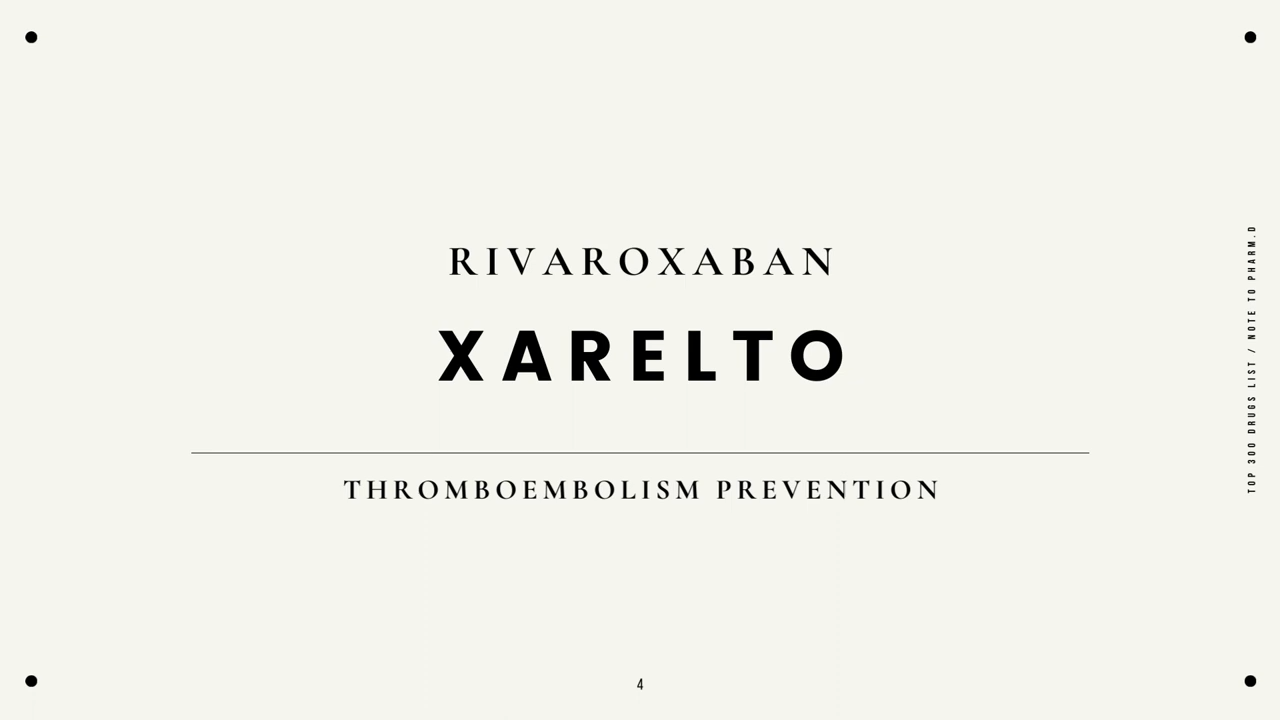 RIVAROXABAN
XARELTO
THROMBOEMBOLISM PREVENTION
TOP 300 DRUGS LIST / NOTE TO PHARM.D
4